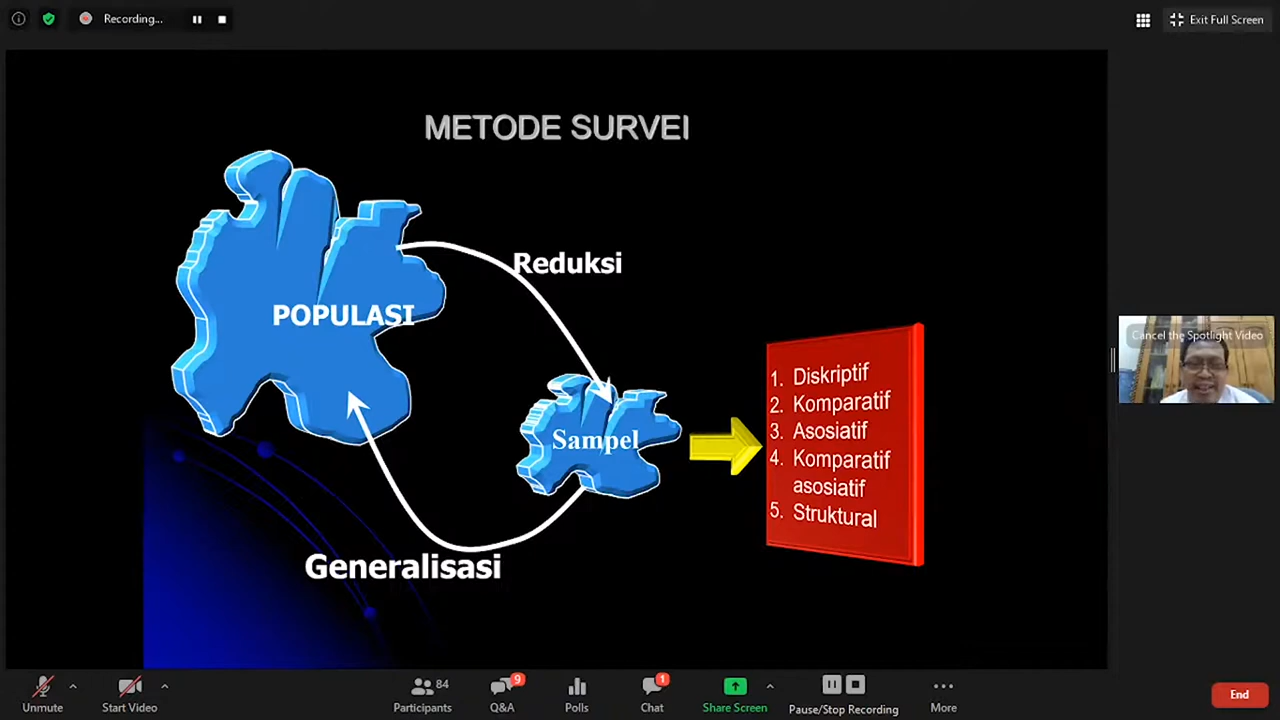 Recording...
Exit Full Screen
METODE SURVEI
Reduksi
POPULASI
Cancel the Spotlight Video
1. Diskriptif
2. Komparatif
3. Asosiatif
4. Komparatif
asosiatif
5. Struktural
Sampel
Generalisasi
84
9
1
Unmute
Start Video
Participants
Q&A
Polls
Chat
Share Screen
Pause/Stop Recording
More
End